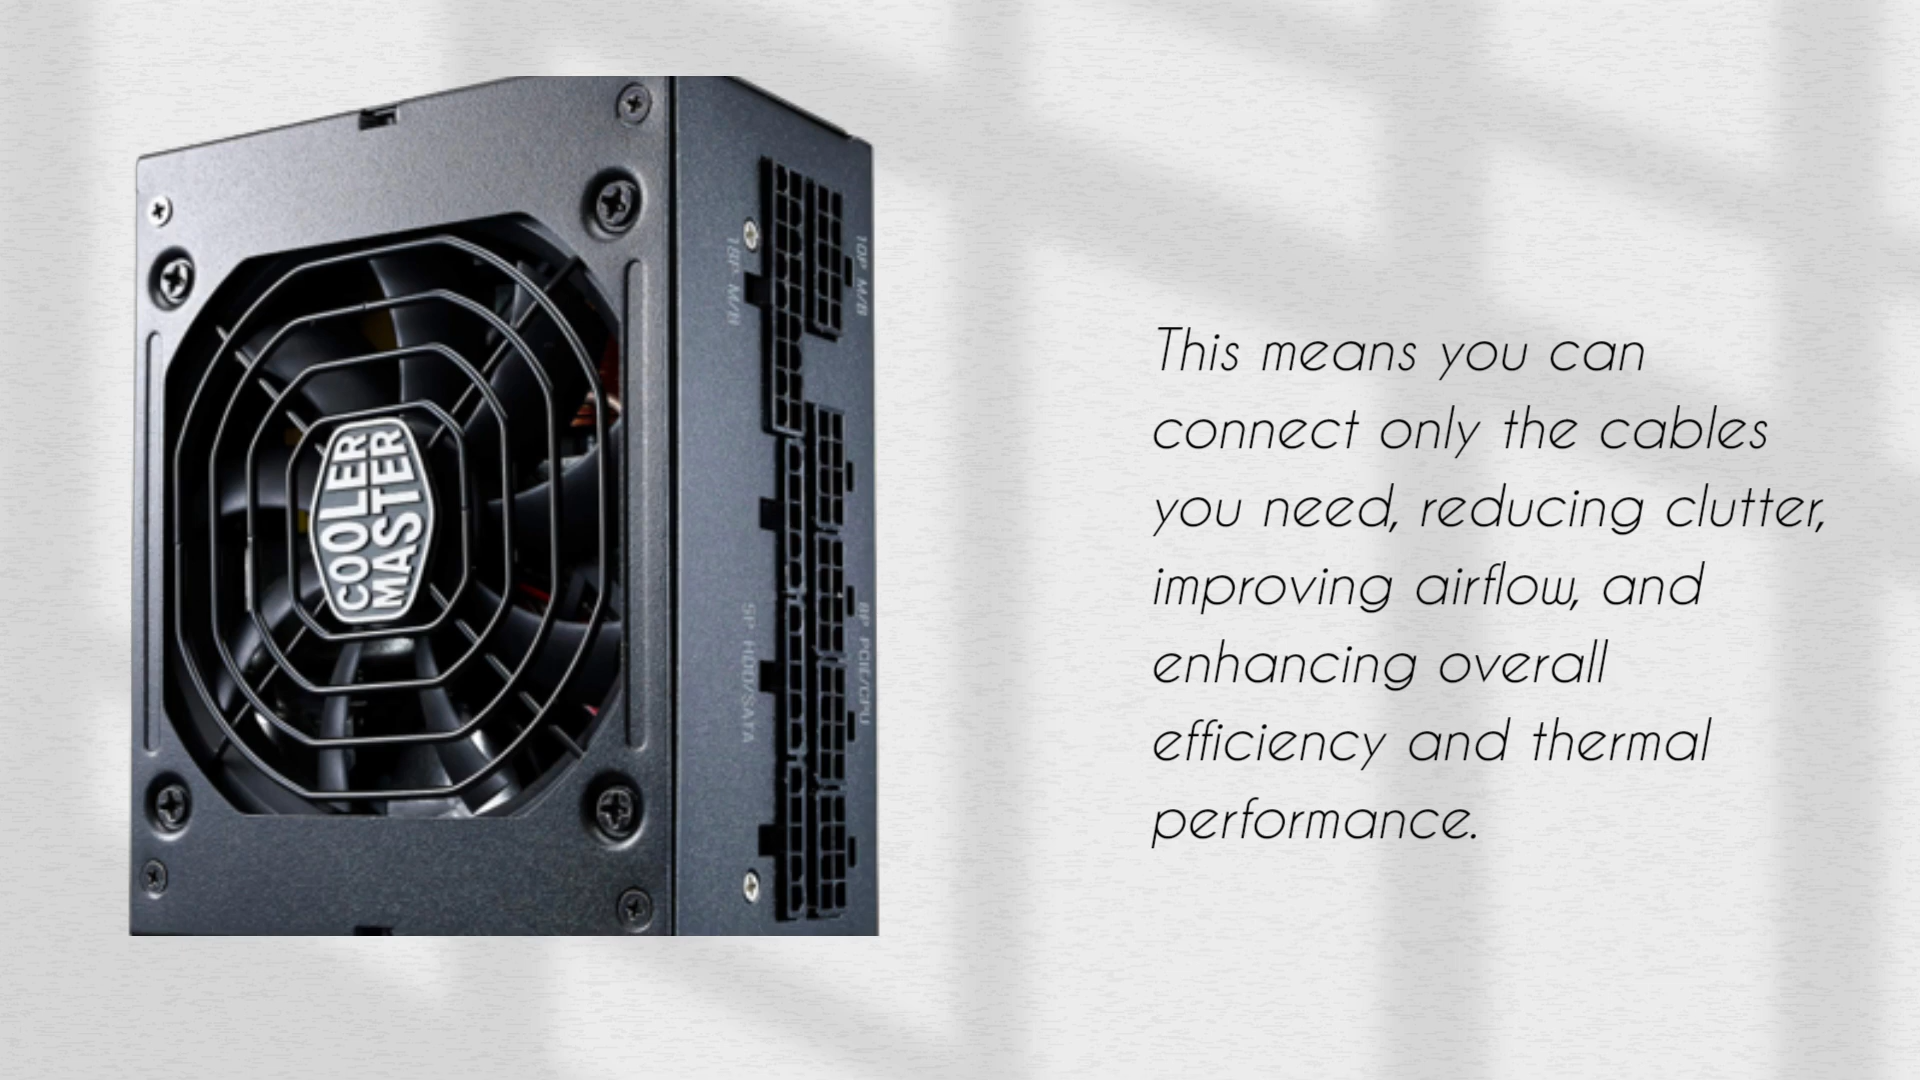 COOLER
MASTER
18P M/B
10P M/B
5P HDD/SATA
8P PCIE/CPU
This means you can
connect only the cables
you need, reducing clutter,
improving airflow, and
enhancing overall
efficiency and thermal
performance.